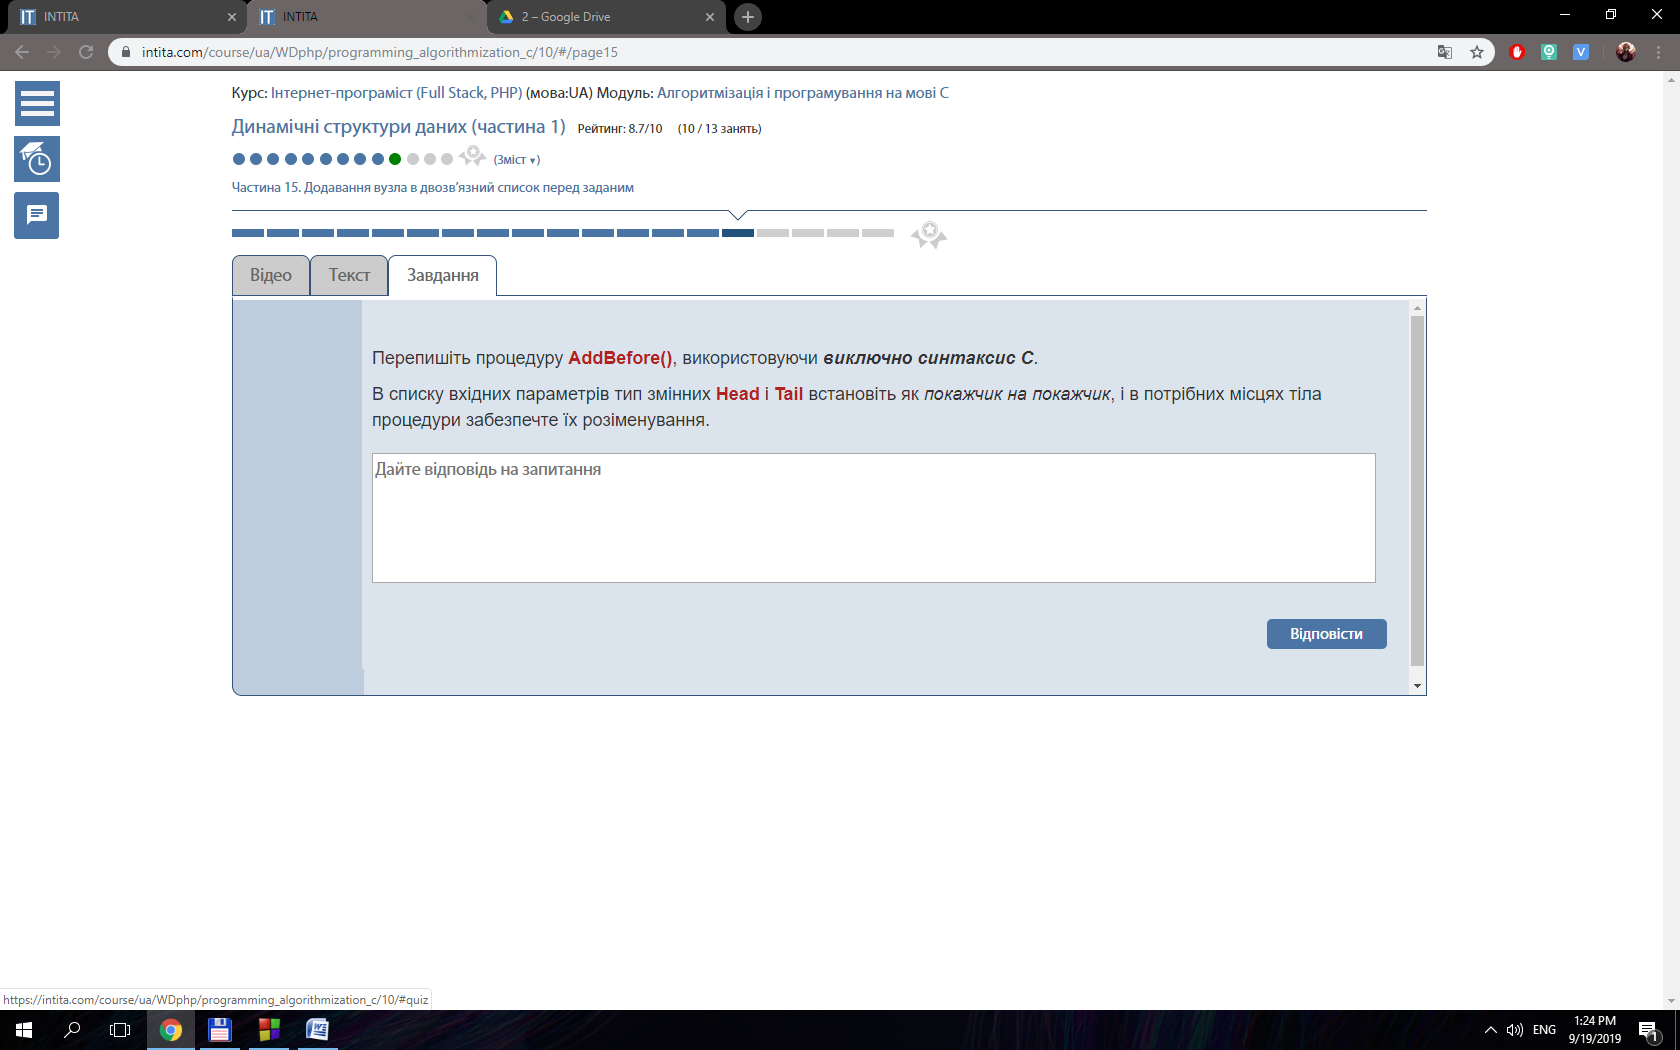 INTITA
INTITA
2 – Google Drive
intita.com/course/ua/WDphp/programming_algorithmization_c/10/#/page15
Курс: Інтернет-програміст (Full Stack, PHP) (мова:UA) Модуль: Алгоритмізація і програмування на мові С
Динамічні структури даних (частина 1) Рейтинг: 8.7/10 (10 / 13 занять)
(Зміст ▾)
Частина 15. Додавання вузла в двозв’язний список перед заданим
Відео
Текст
Завдання
Перепишіть процедуру AddBefore(), використовуючи виключно синтаксис С.
В списку вхідних параметрів тип змінних Head і Tail встановіть як покажчик на покажчик, і в потрібних місцях тіла
процедури забезпечте їх розіменування.
Дайте відповідь на запитання
Відповісти
https://intita.com/course/ua/WDphp/programming_algorithmization_c/10/#quiz
ENG
1:24 PM
9/19/2019
1